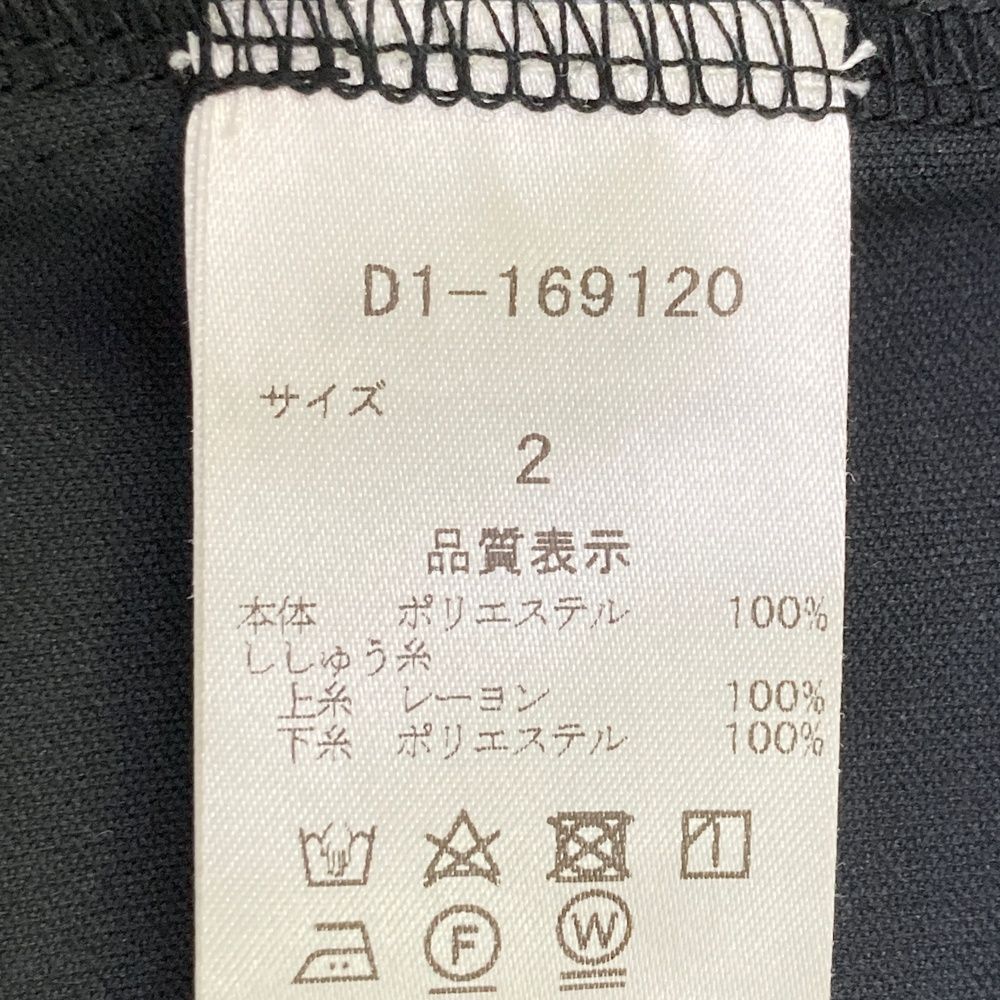 D1-169120
サイズ
2
品質表示
本体 ポリエステル 100%
ししゅう糸
上糸 レーヨン 100%
下糸 ポリエステル 100%
F W